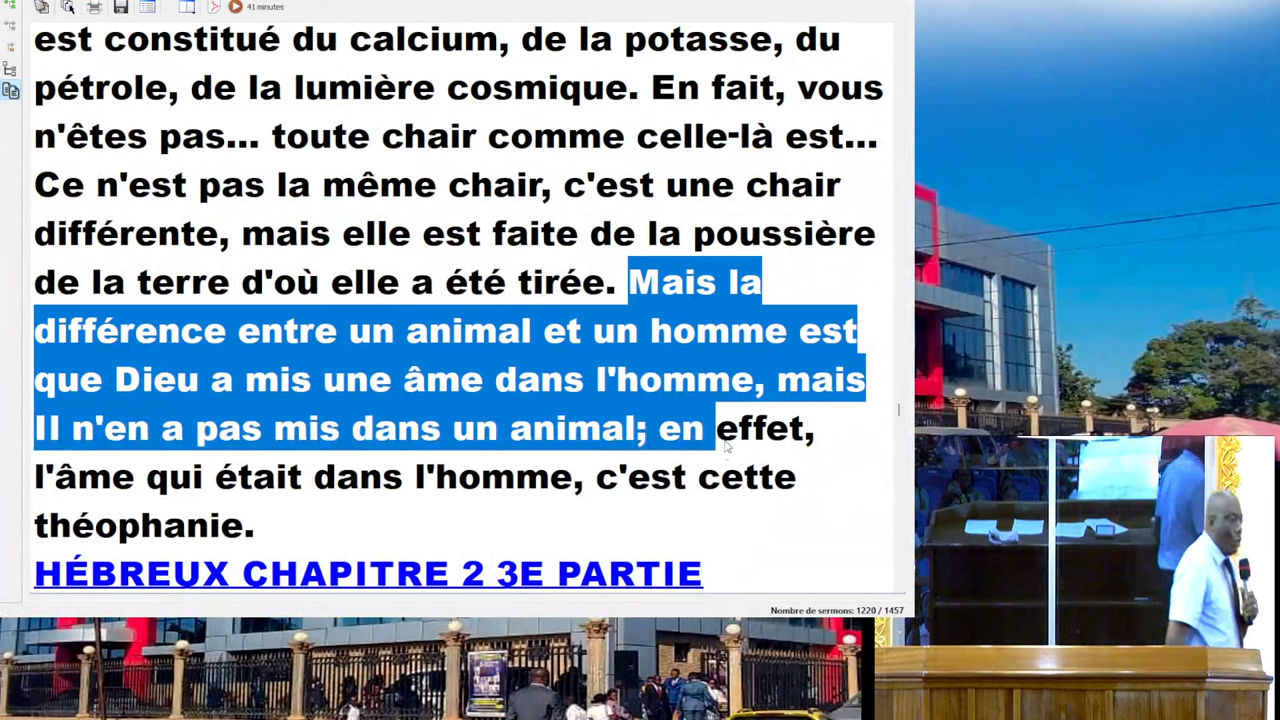 41 minutes
est constitué du calcium, de la potasse, du
pétrole, de la lumière cosmique. En fait, vous
n'êtes pas... toute chair comme celle-là est...
Ce n'est pas la même chair, c'est une chair
différente, mais elle est faite de la poussière
de la terre d'où elle a été tirée. Mais la
différence entre un animal et un homme est
que Dieu a mis une âme dans l'homme, mais
Il n'en a pas mis dans un animal; en effet,
l'âme qui était dans l'homme, c'est cette
théophanie.
HÉBREUX CHAPITRE 2 3E PARTIE
Nombre de sermons: 1220 / 1457